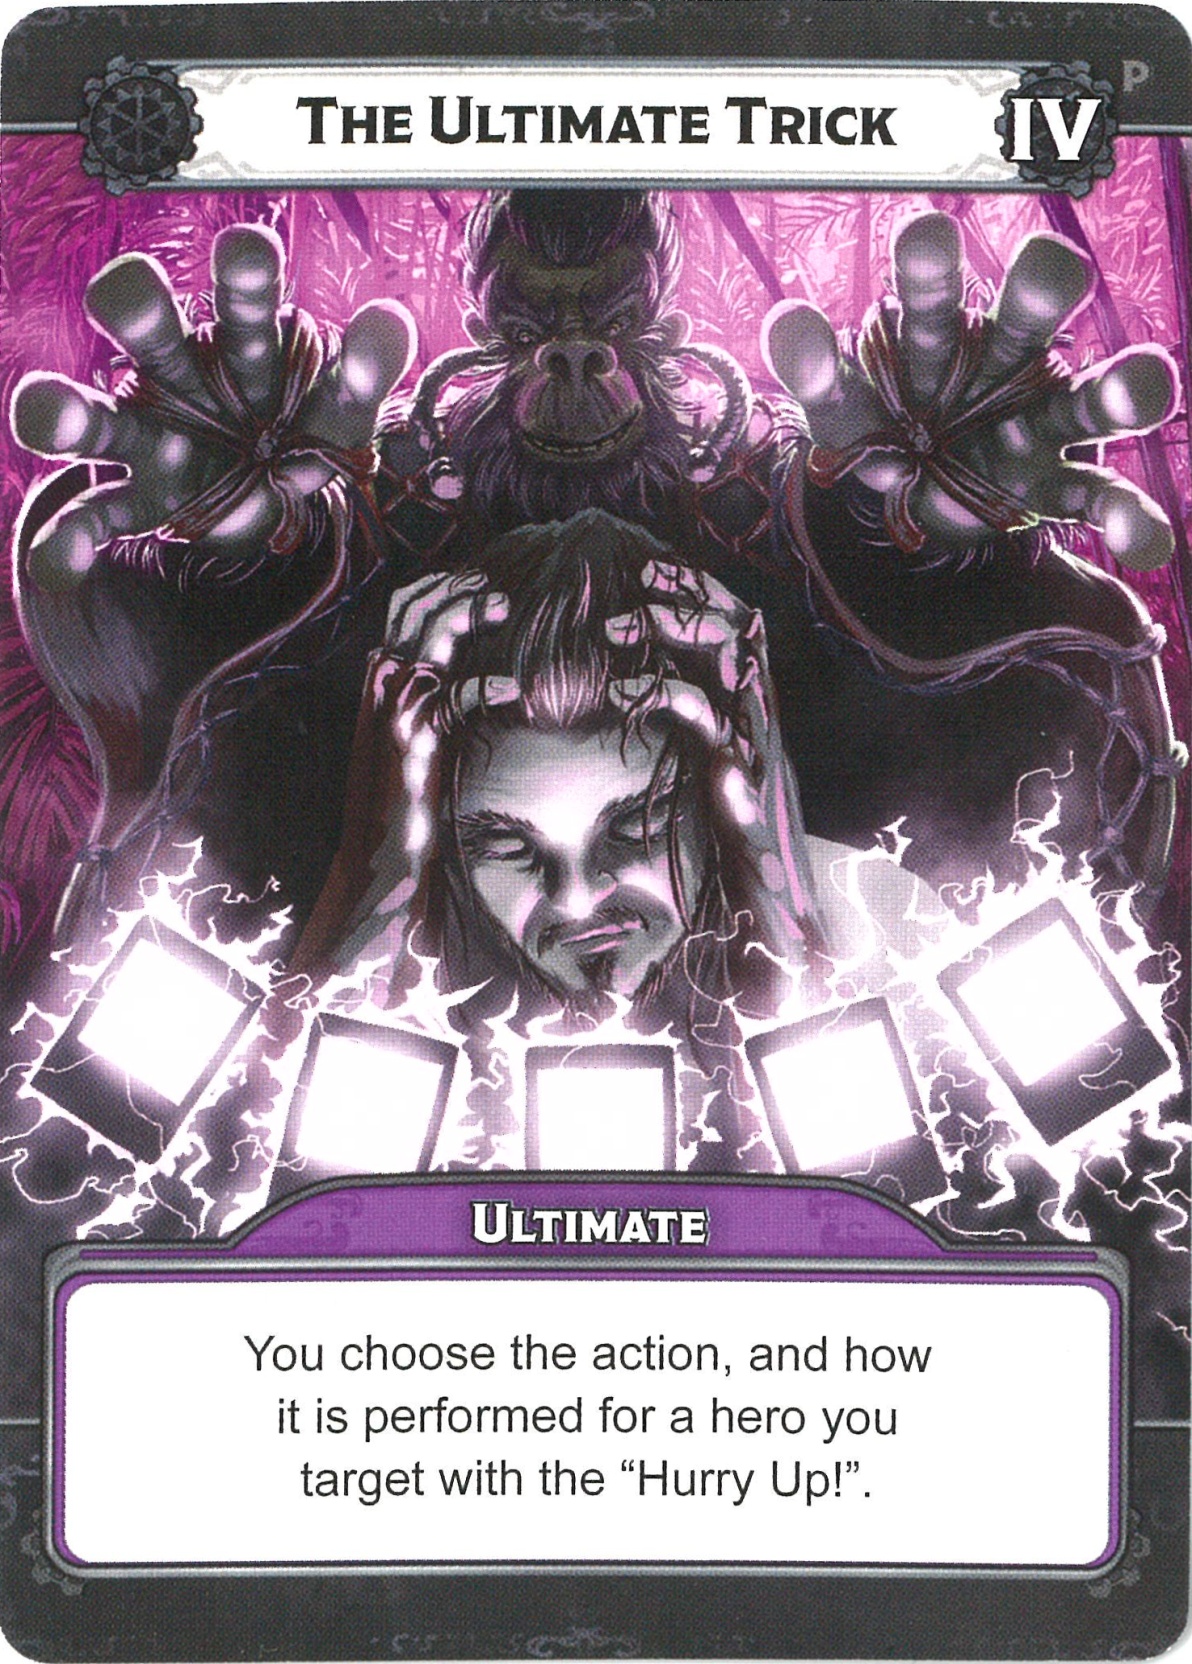 THE ULTIMATE TRICK
IV
P
ULTIMATE
You choose the action, and how
it is performed for a hero you
target with the “Hurry Up!”.